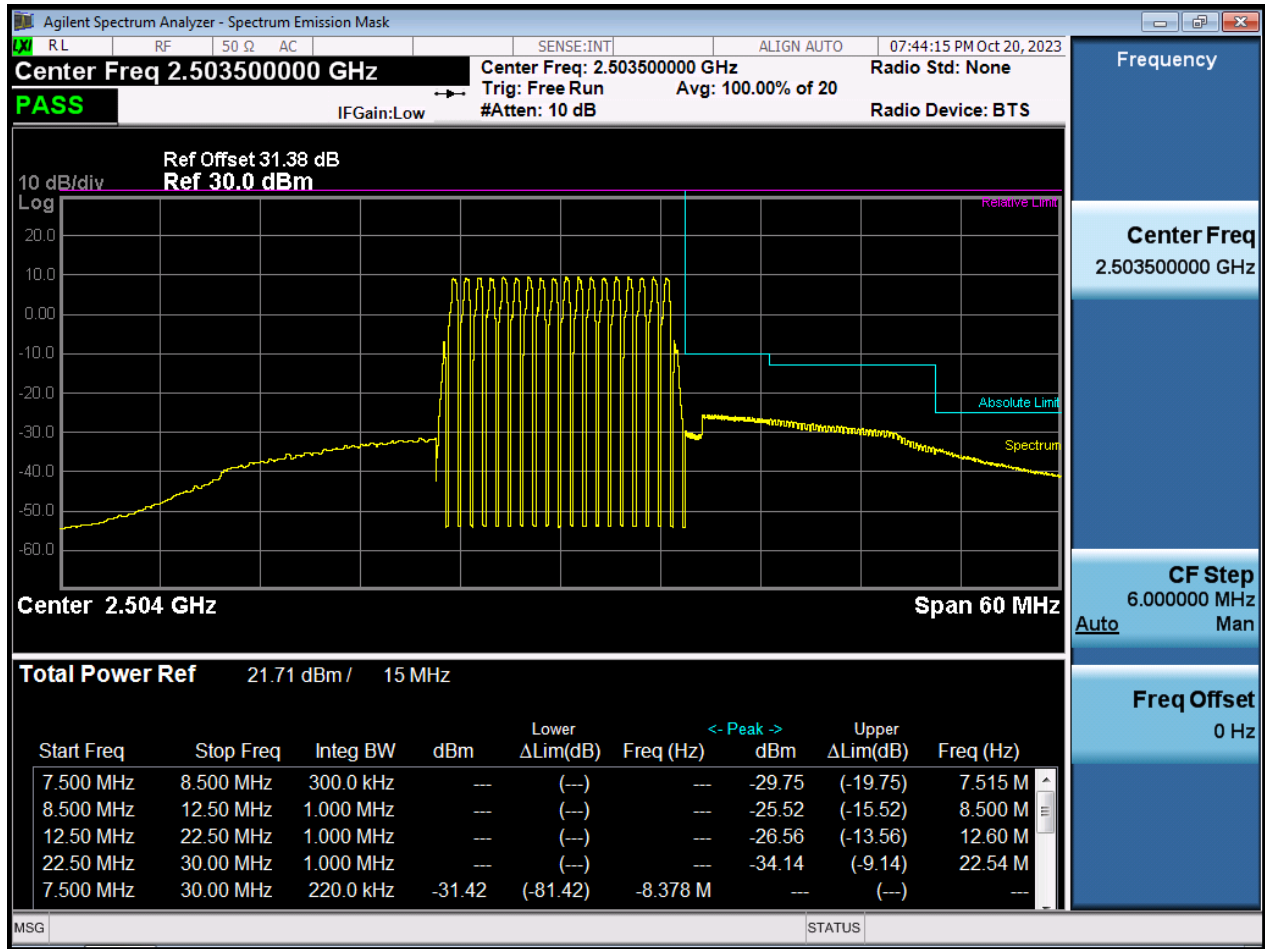 Agilent Spectrum Analyzer - Spectrum Emission Mask
LXI RL RF 50 Ω AC SENSE:INT ALIGN AUTO 07:44:15 PM Oct 20, 2023
Center Freq 2.503500000 GHz Center Freq: 2.503500000 GHz Radio Std: None
Trig: Free Run Avg: 100.00% of 20
PASS IFGain:Low #Atten: 10 dB Radio Device: BTS
Ref Offset 31.38 dB
10 dB/div Ref 30.0 dBm
Log
Relative Limit
20.0
10.0
0.00
-10.0
-20.0
Absolute Limit
-30.0
Spectrum
-40.0
-50.0
-60.0
Center 2.504 GHz Span 60 MHz
Total Power Ref 21.71 dBm / 15 MHz
Lower <- Peak -> Upper
Start Freq Stop Freq Integ BW dBm ΔLim(dB) Freq (Hz) dBm ΔLim(dB) Freq (Hz)
7.500 MHz 8.500 MHz 300.0 kHz --- (---) --- -29.75 (-19.75) 7.515 M
8.500 MHz 12.50 MHz 1.000 MHz --- (---) --- -25.52 (-15.52) 8.500 M
12.50 MHz 22.50 MHz 1.000 MHz --- (---) --- -26.56 (-13.56) 12.60 M
22.50 MHz 30.00 MHz 1.000 MHz --- (---) --- -34.14 (-9.14) 22.54 M
7.500 MHz 30.00 MHz 220.0 kHz -31.42 (-81.42) -8.378 M --- (---) ---
MSG STATUS
Frequency
Center Freq
2.503500000 GHz
CF Step
6.000000 MHz
Auto Man
Freq Offset
0 Hz